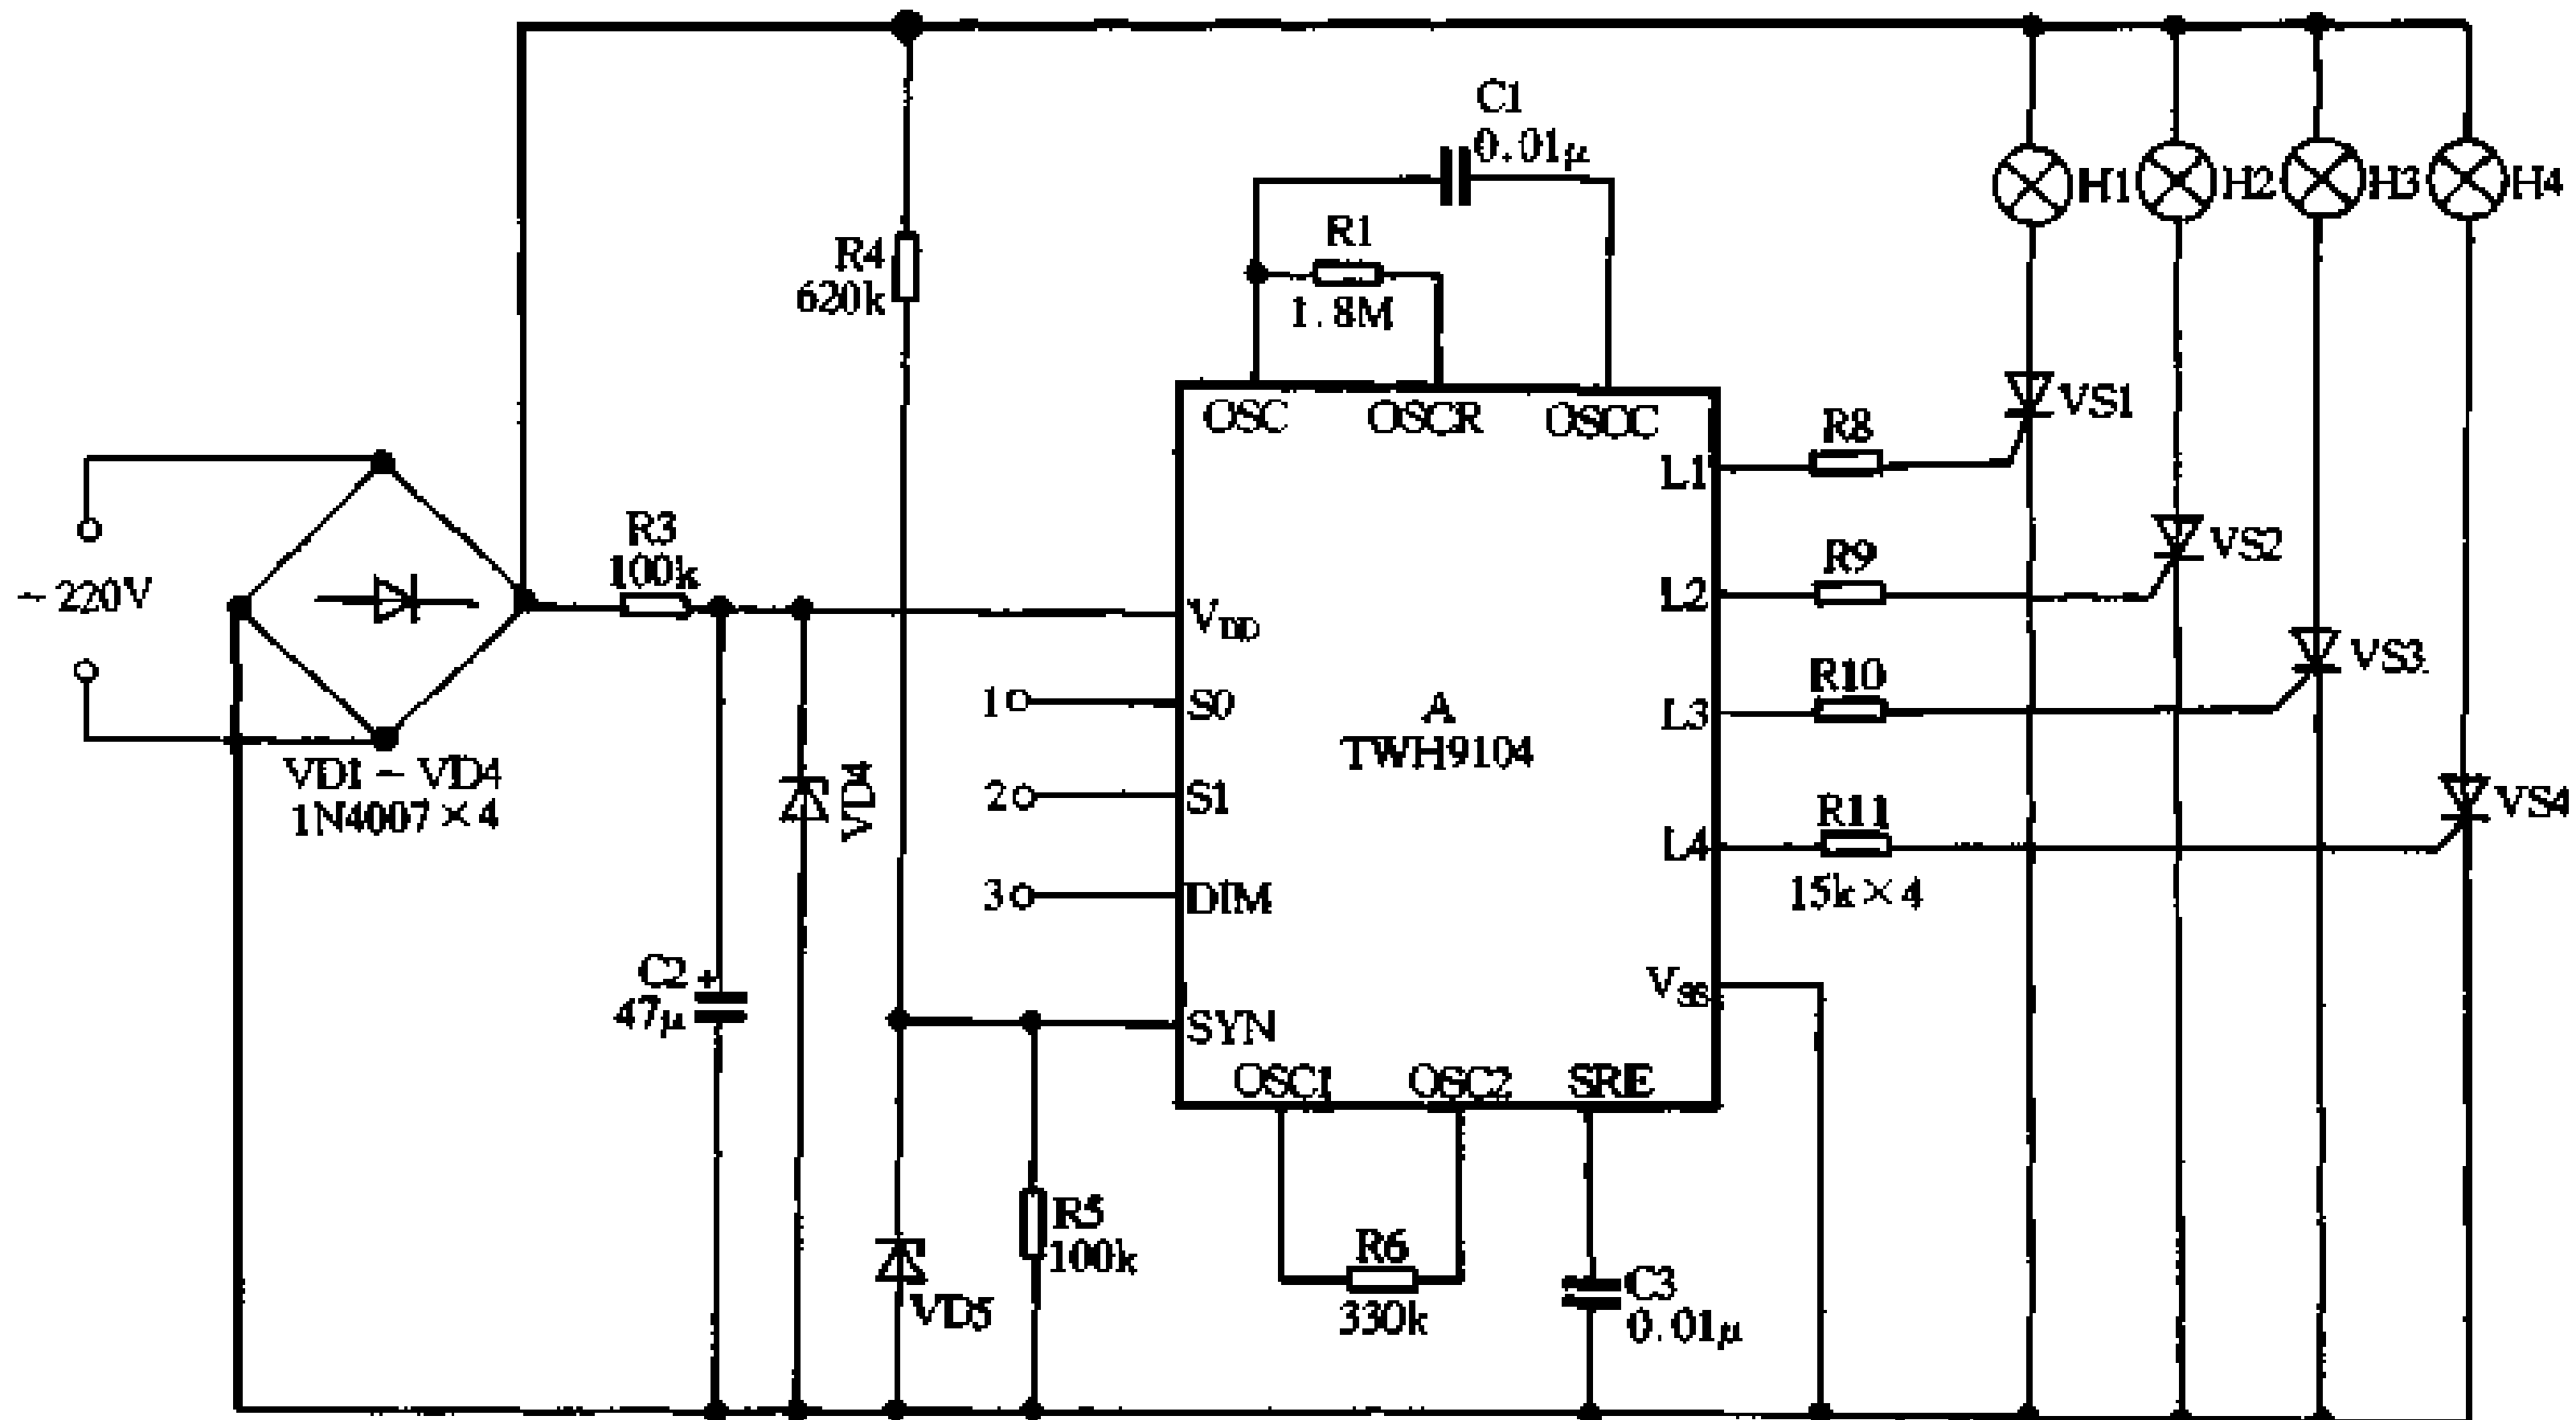 C1
0.01μ
R1
1.8M
R4
620k
H1
H2
H3
H4
OSC
OSCR
OSCC
VS1
R8
L1
~220V
R3
100k
VD1~VD4
1N4007×4
VDD
VS2
R9
L2
1
S0
A
TWH9104
R10
L3
VS3
2
S1
VD4
R11
L4
15k×4
VS4
3
DIM
C2
+
47μ
VSS
SYN
OSC1
OSC2
SRE
R5
100k
VD5
R6
330k
C3
0.01μ